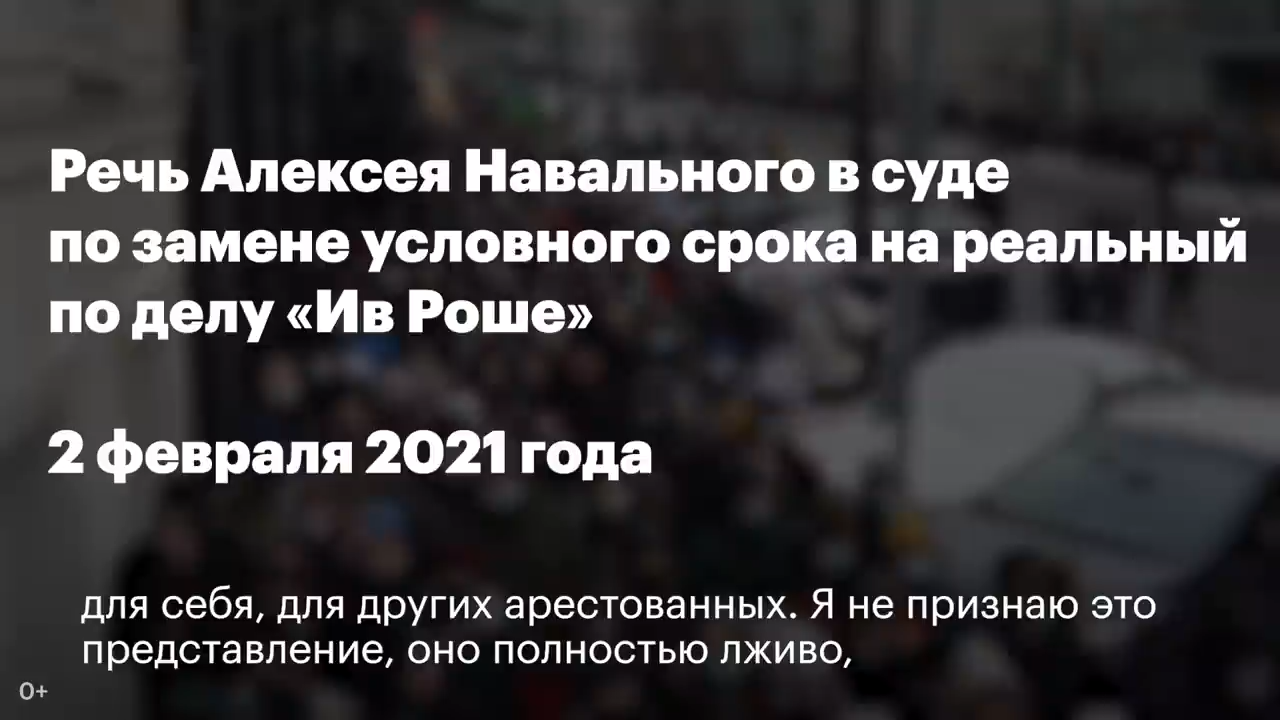 Речь Алексея Навального в суде
по замене условного срока на реальный
по делу «Ив Роше»
2 февраля 2021 года
для себя, для других арестованных. Я не признаю это
представление, оно полностью лживо,
0+